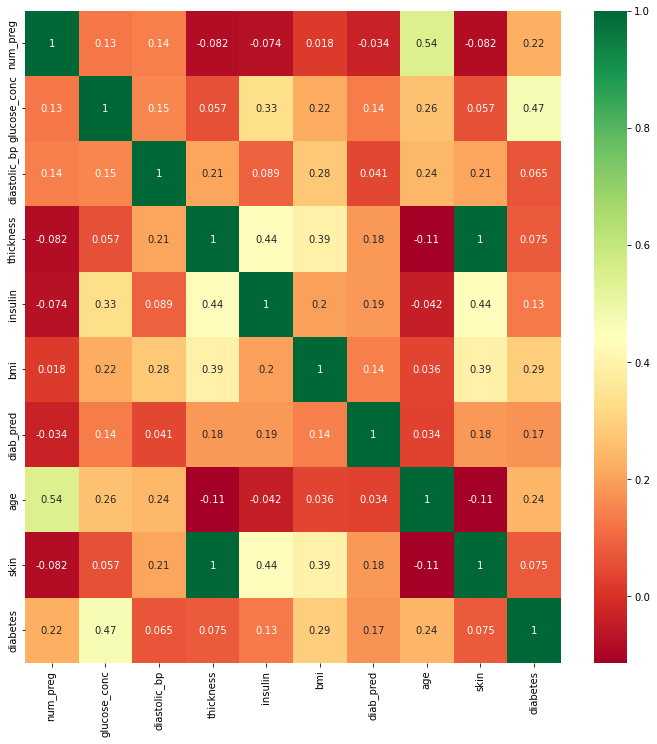 num_preg 1 0.13 0.14 -0.082 -0.074 0.018 -0.034 0.54 -0.082 0.22
glucose_conc 0.13 1 0.15 0.057 0.33 0.22 0.14 0.26 0.057 0.47
diastolic_bp 0.14 0.15 1 0.21 0.089 0.28 0.041 0.24 0.21 0.065
thickness -0.082 0.057 0.21 1 0.44 0.39 0.18 -0.11 1 0.075
insulin -0.074 0.33 0.089 0.44 1 0.2 0.19 -0.042 0.44 0.13
bmi 0.018 0.22 0.28 0.39 0.2 1 0.14 0.036 0.39 0.29
diab_pred -0.034 0.14 0.041 0.18 0.19 0.14 1 0.034 0.18 0.17
age 0.54 0.26 0.24 -0.11 -0.042 0.036 0.034 1 -0.11 0.24
skin -0.082 0.057 0.21 1 0.44 0.39 0.18 -0.11 1 0.075
diabetes 0.22 0.47 0.065 0.075 0.13 0.29 0.17 0.24 0.075 1
num_preg glucose_conc diastolic_bp thickness insulin bmi diab_pred age skin diabetes
1.0
0.8
0.6
0.4
0.2
0.0